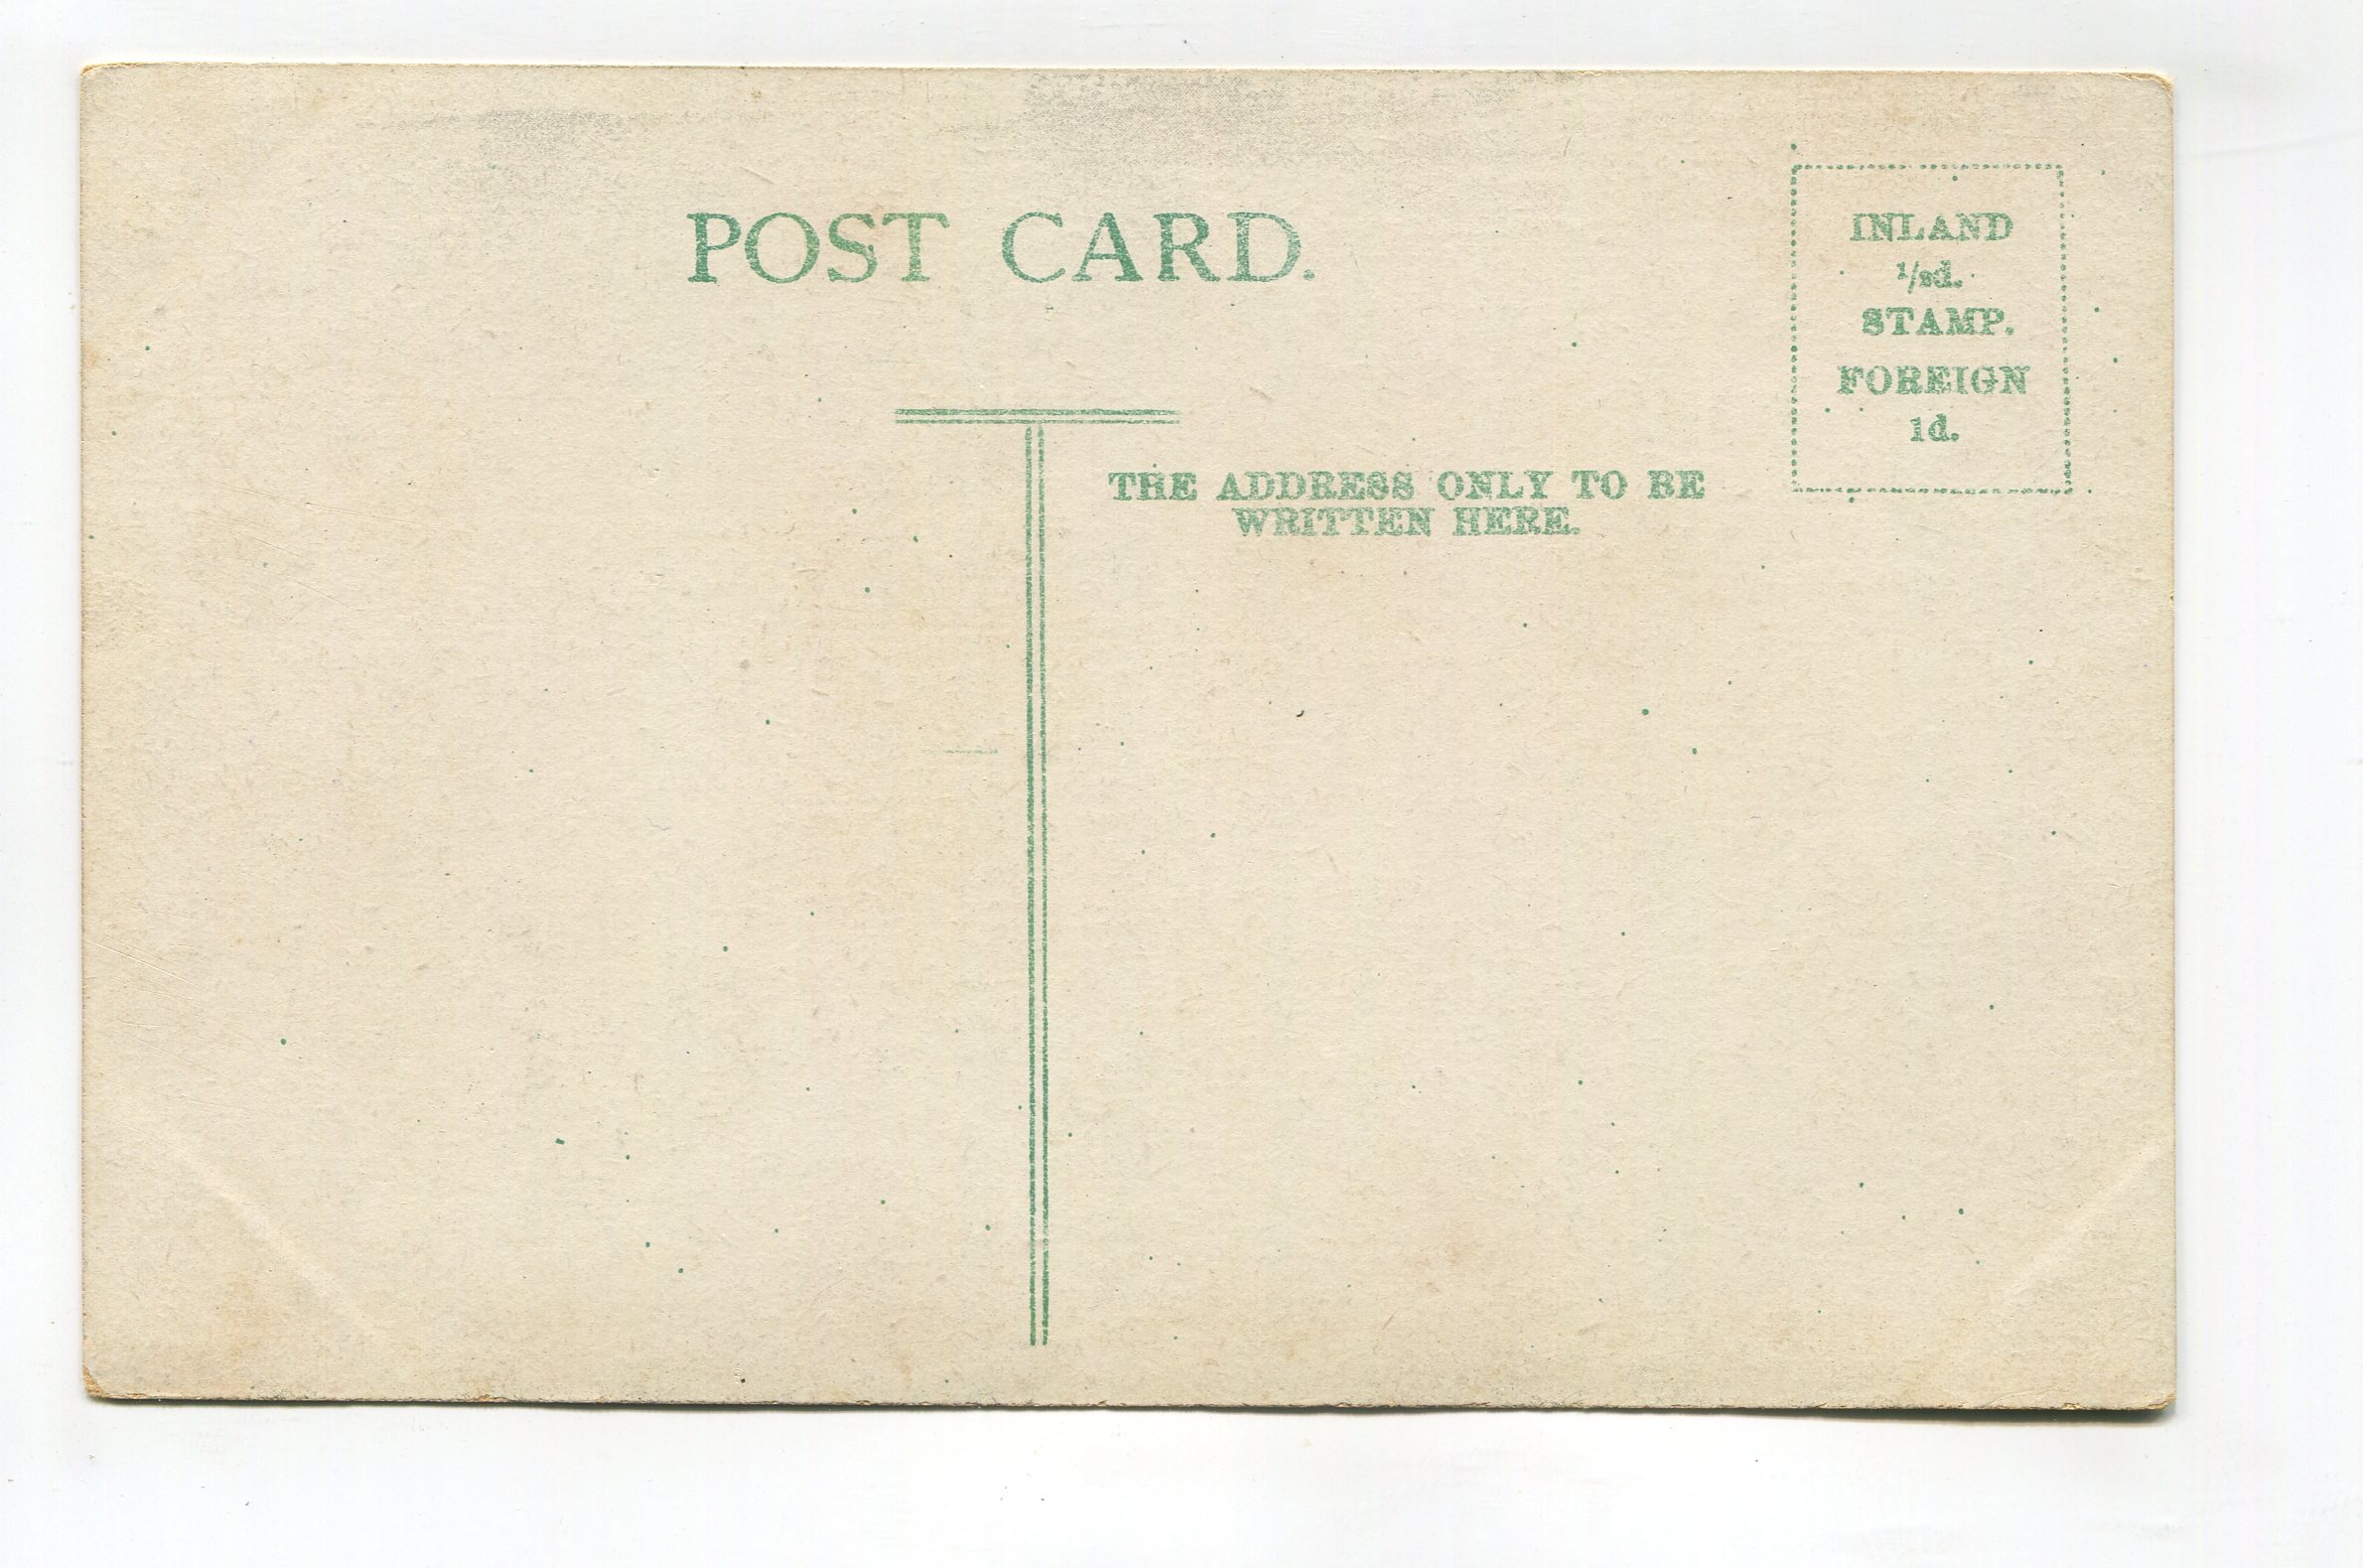 POST CARD.
INLAND
1/2d.
STAMP.
FOREIGN
1d.
THE ADDRESS ONLY TO BE
WRITTEN HERE.